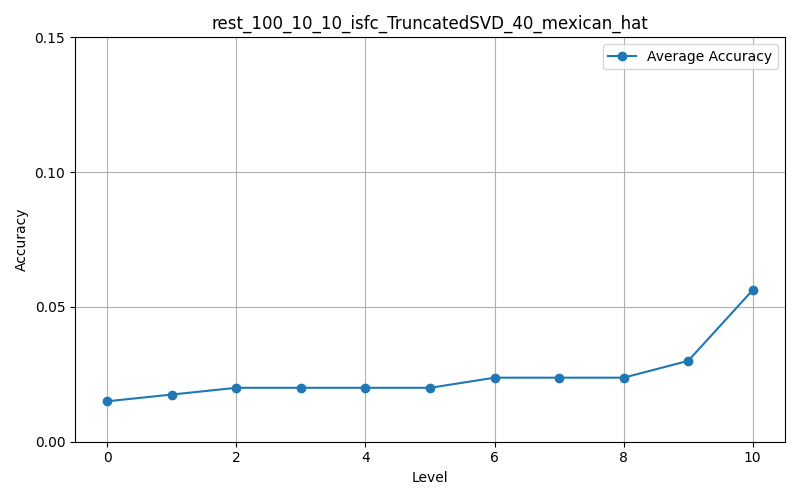 rest_100_10_10_isfc_TruncatedSVD_40_mexican_hat
Average Accuracy
Accuracy
0.15
0.10
0.05
0.00
0 2 4 6 8 10
Level